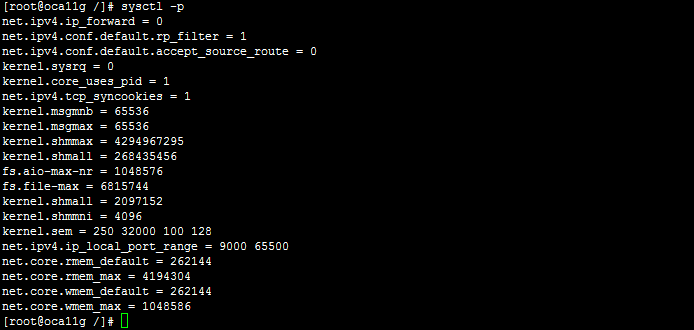 [root@oca11g /]# sysctl -p
net.ipv4.ip_forward = 0
net.ipv4.conf.default.rp_filter = 1
net.ipv4.conf.default.accept_source_route = 0
kernel.sysrq = 0
kernel.core_uses_pid = 1
net.ipv4.tcp_syncookies = 1
kernel.msgmnb = 65536
kernel.msgmax = 65536
kernel.shmmax = 4294967295
kernel.shmall = 268435456
fs.aio-max-nr = 1048576
fs.file-max = 6815744
kernel.shmall = 2097152
kernel.shmmni = 4096
kernel.sem = 250 32000 100 128
net.ipv4.ip_local_port_range = 9000 65500
net.core.rmem_default = 262144
net.core.rmem_max = 4194304
net.core.wmem_default = 262144
net.core.wmem_max = 1048586
[root@oca11g /]#